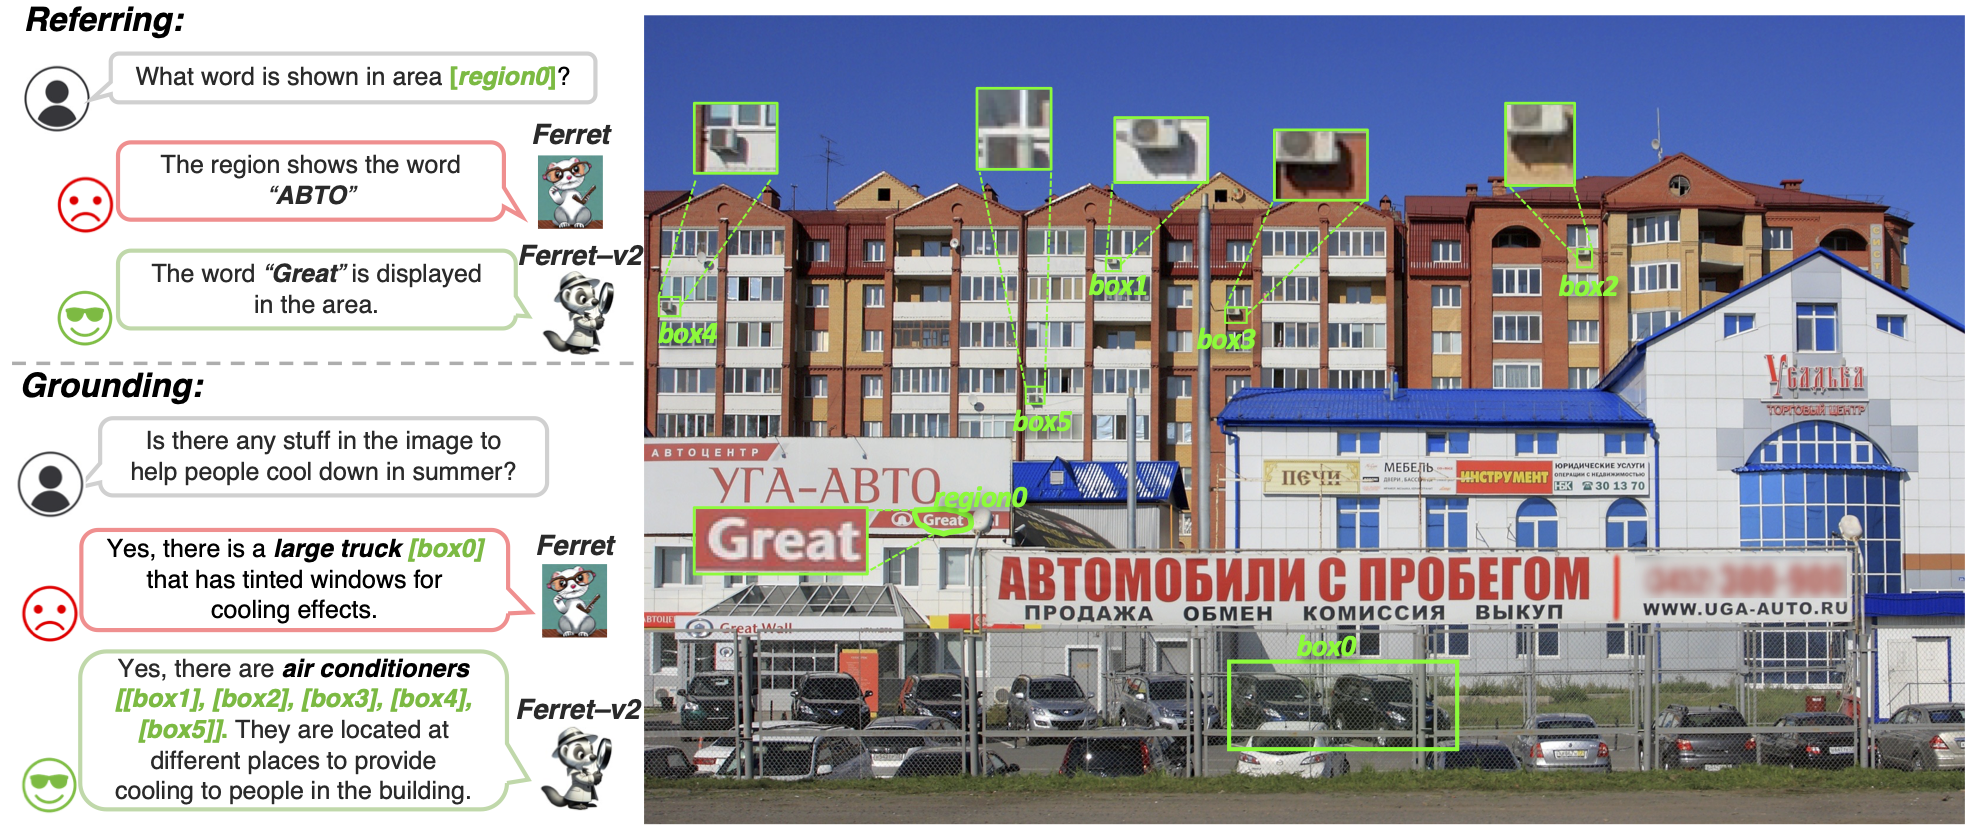 Referring:
What word is shown in area [region0]?
Ferret
The region shows the word
“АВТО”
Ferret–v2
The word “Great” is displayed
in the area.
Grounding:
Is there any stuff in the image to
help people cool down in summer?
Ferret
Yes, there is a large truck [box0]
that has tinted windows for
cooling effects.
Ferret–v2
Yes, there are air conditioners
[[box1], [box2], [box3], [box4],
[box5]]. They are located at
different places to provide
cooling to people in the building.
box1
box2
box3
box4
box5
Усадьба
ТОРГОВЫЙ ЦЕНТР
АВТОЦЕНТР
УГА-АВТО
region0
Great
Great
ПЕЧИ
МЕБЕЛЬ
ИНСТРУМЕНТ
ЮРИДИЧЕСКИЕ УСЛУГИ
ОПЕРАЦИИ С НЕДВИЖИМОСТЬЮ
НБК ☎30 13 70
АВТОМОБИЛИ С ПРОБЕГОМ
ПРОДАЖА ОБМЕН КОМИССИЯ ВЫКУП
WWW.UGA-AUTO.RU
Great Wall
box0